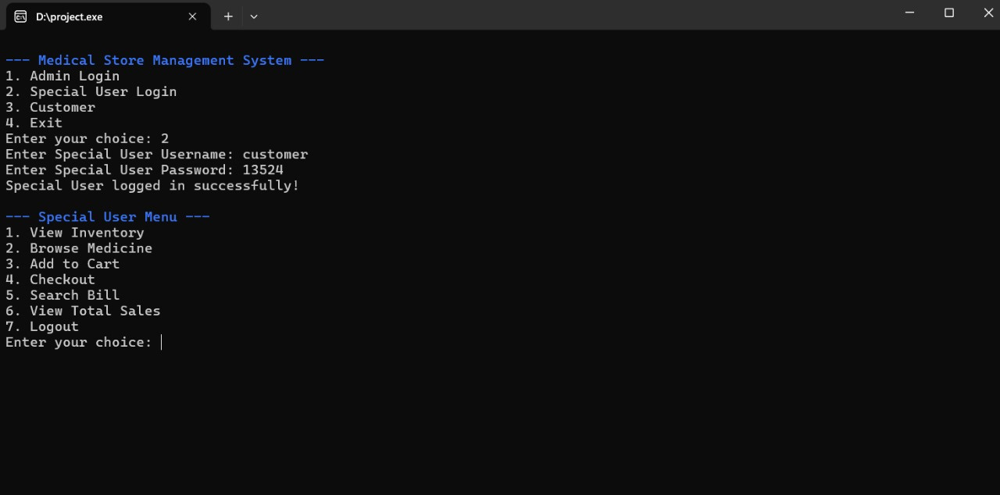 D:\project.exe
--- Medical Store Management System ---
1. Admin Login
2. Special User Login
3. Customer
4. Exit
Enter your choice: 2
Enter Special User Username: customer
Enter Special User Password: 13524
Special User logged in successfully!
--- Special User Menu ---
1. View Inventory
2. Browse Medicine
3. Add to Cart
4. Checkout
5. Search Bill
6. View Total Sales
7. Logout
Enter your choice: